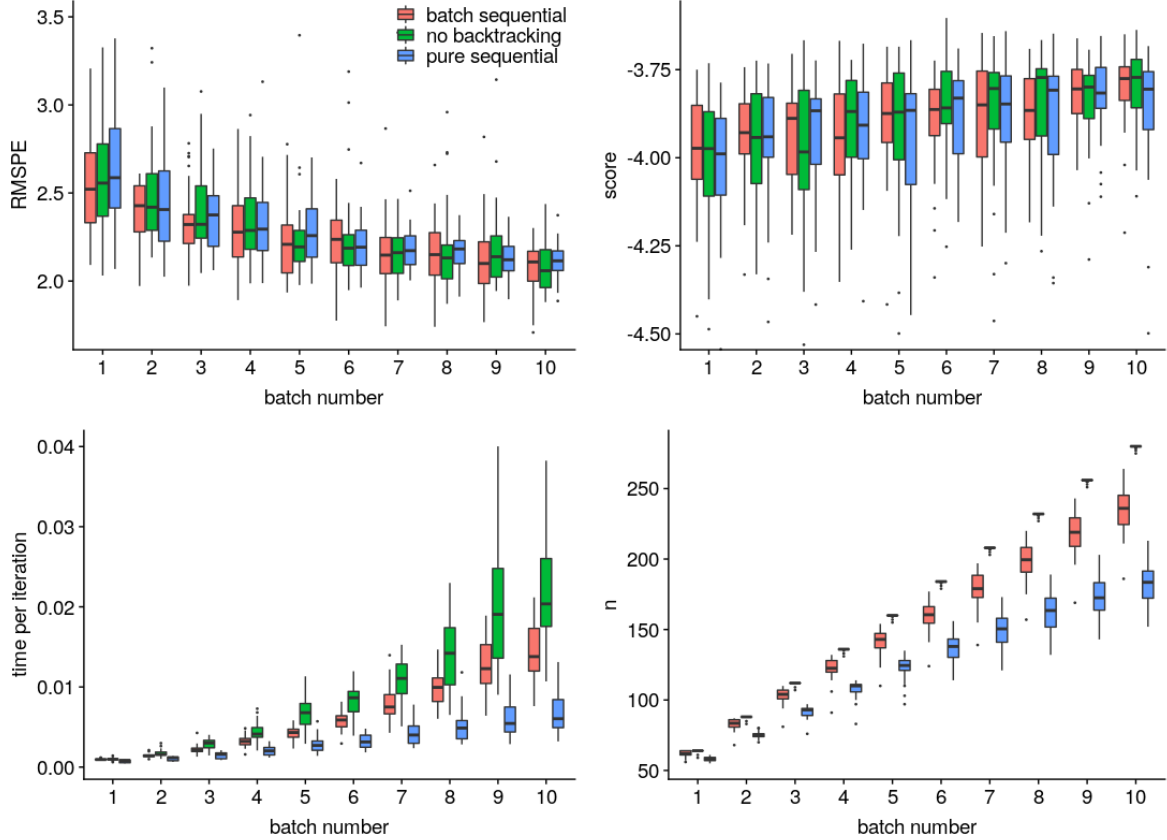 3.5
3.0
2.5
2.0
RMSPE
batch sequential
no backtracking
pure sequential
1 2 3 4 5 6 7 8 9 10
batch number
-3.75
-4.00
-4.25
-4.50
score
1 2 3 4 5 6 7 8 9 10
batch number
0.04
0.03
0.02
0.01
0.00
time per iteration
1 2 3 4 5 6 7 8 9 10
batch number
250
200
150
100
50
n
1 2 3 4 5 6 7 8 9 10
batch number